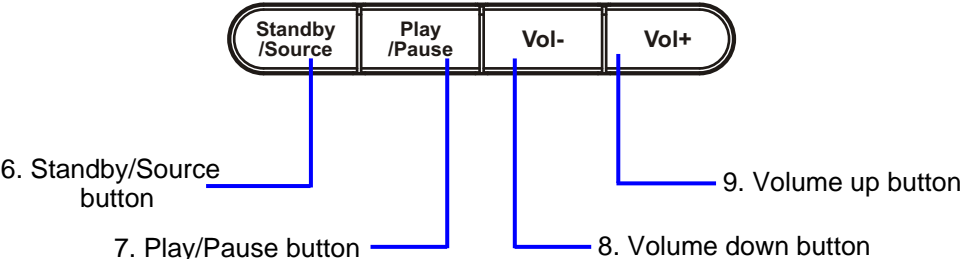 Standby
/Source
Play
/Pause
Vol-
Vol+
6. Standby/Source
button
9. Volume up button
7. Play/Pause button
8. Volume down button